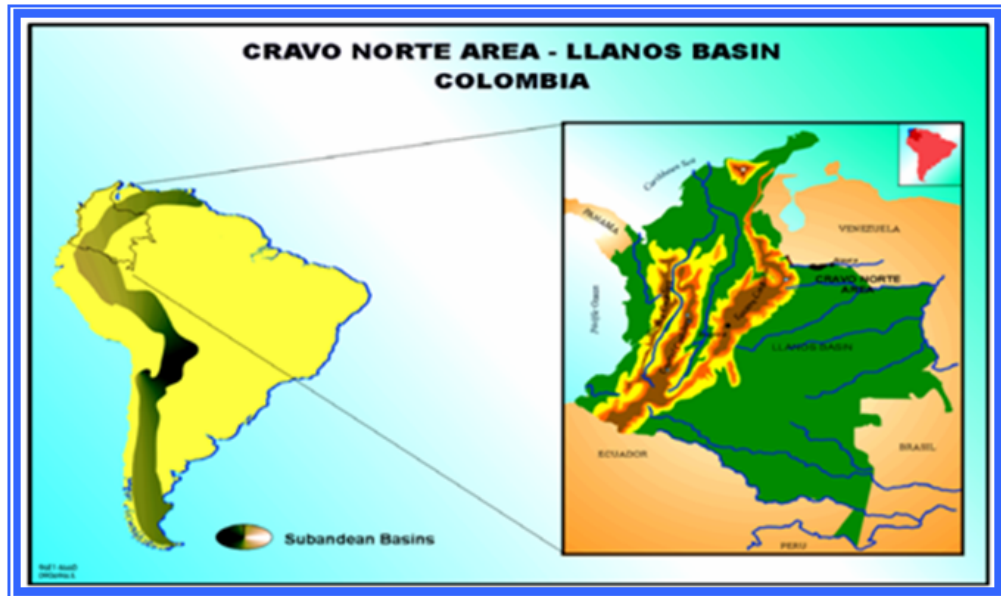 CRAVO NORTE AREA - LLANOS BASIN
COLOMBIA
Caribbean Sea
PANAMA
VENEZUELA
CRAVO NORTE
AREA
Pacific Ocean
LLANOS BASIN
ECUADOR
BRASIL
PERU
Subandean Basins